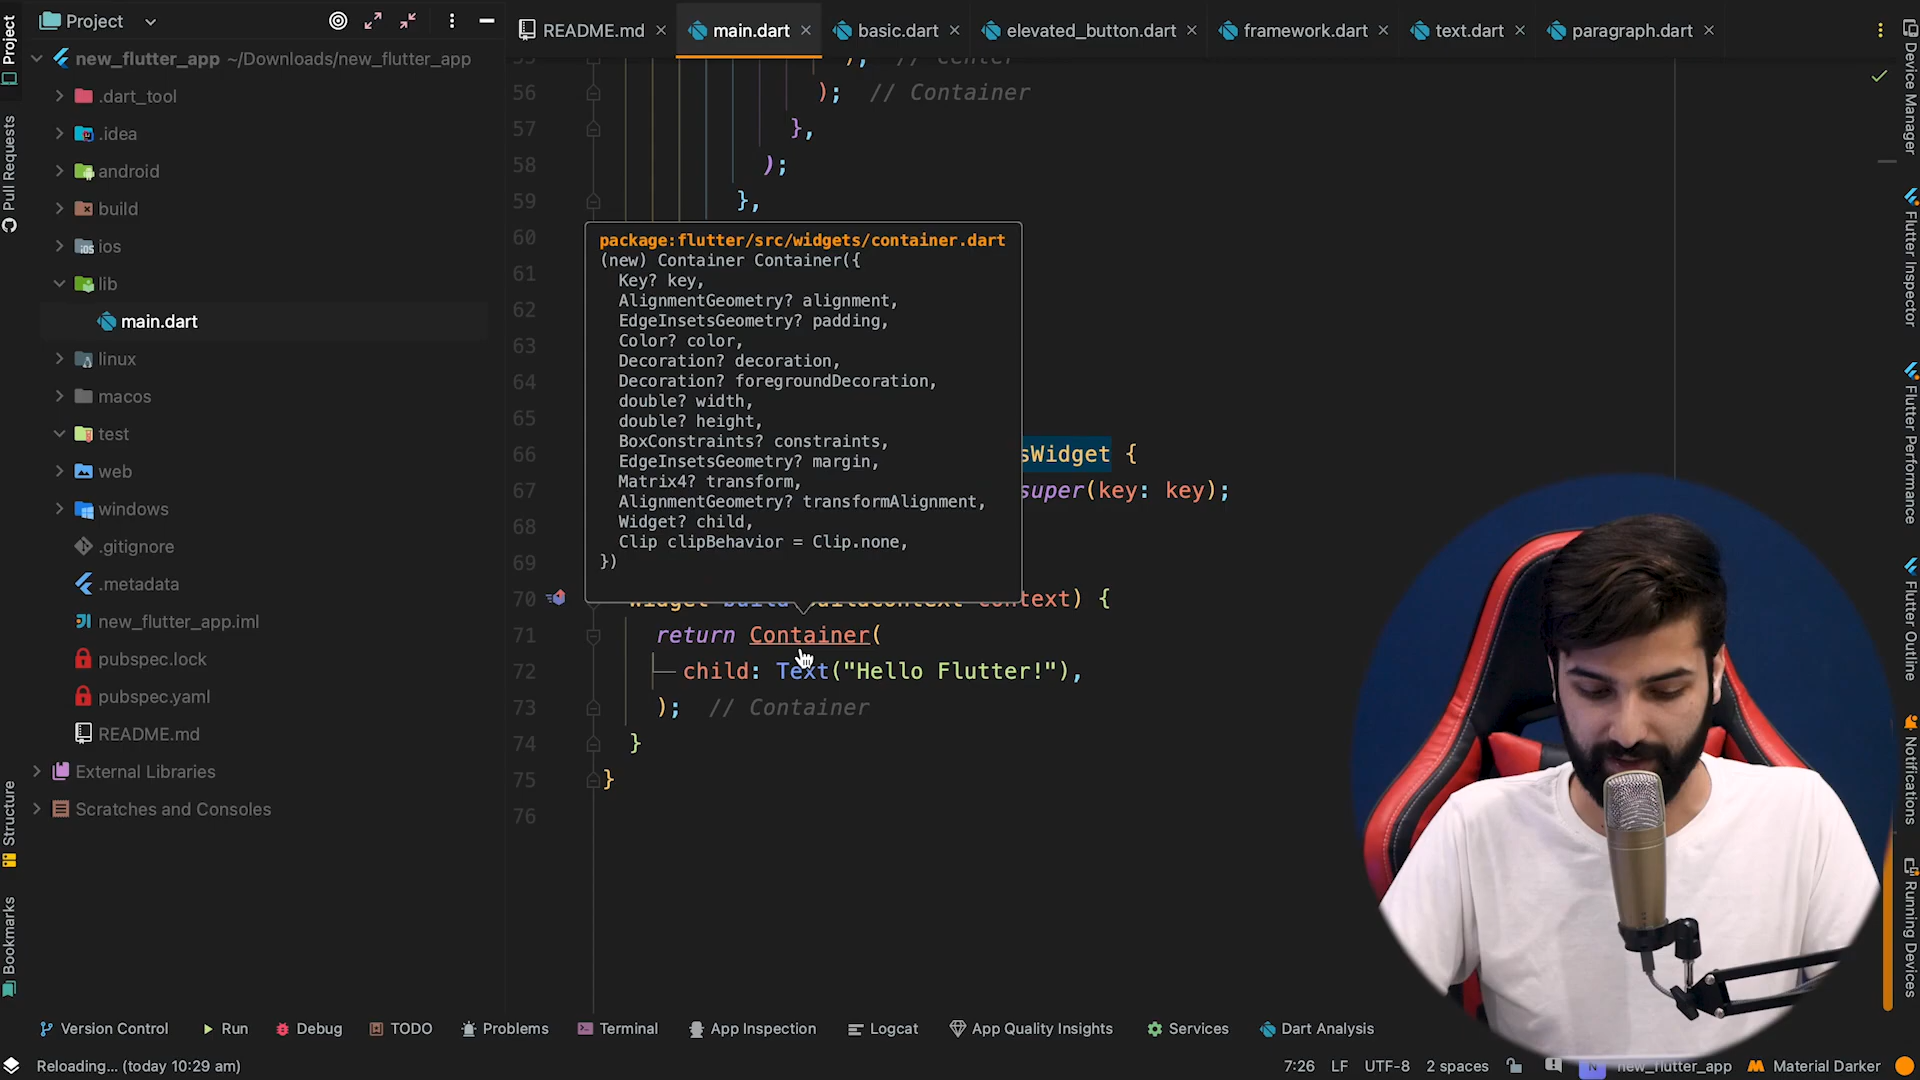 Project
README.md
main.dart
basic.dart
elevated_button.dart
framework.dart
text.dart
paragraph.dart
new_flutter_app ~/Downloads/new_flutter_app
.dart_tool
.idea
android
build
ios
lib
main.dart
linux
macos
test
web
windows
.gitignore
.metadata
new_flutter_app.iml
pubspec.lock
pubspec.yaml
README.md
External Libraries
Scratches and Consoles
Project
Pull Requests
Structure
Bookmarks
56 ); // Container
57 },
58 );
59 },
60
61
62
63
64
65
66 sWidget {
67 super(key: key);
68
69
70 context) {
71 return Container(
72 child: Text("Hello Flutter!"),
73 ); // Container
74 }
75 }
76
package:flutter/src/widgets/container.dart
(new) Container Container({
Key? key,
AlignmentGeometry? alignment,
EdgeInsetsGeometry? padding,
Color? color,
Decoration? decoration,
Decoration? foregroundDecoration,
double? width,
double? height,
BoxConstraints? constraints,
EdgeInsetsGeometry? margin,
Matrix4? transform,
AlignmentGeometry? transformAlignment,
Widget? child,
Clip clipBehavior = Clip.none,
})
Device Manager
Flutter Inspector
Flutter Performance
Flutter Outline
Notifications
Running Devices
Version Control
Run
Debug
TODO
Problems
Terminal
App Inspection
Logcat
App Quality Insights
Services
Dart Analysis
Reloading... (today 10:29 am)
7:26 LF UTF-8 2 spaces
N new_flutter_app
Material Darker